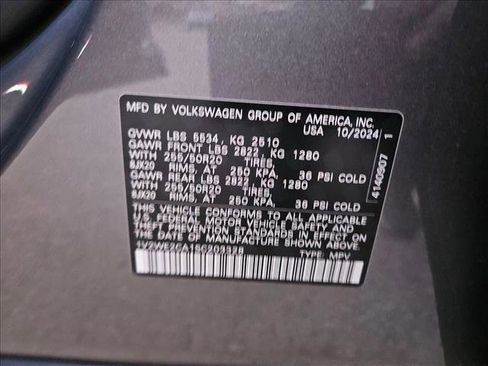 MFD BY VOLKSWAGEN GROUP OF AMERICA, INC.
USA 10/2024
GVWR LBS 5534, KG 2510
GAWR FRONT LBS 2822, KG 1280
WITH 255/50R20 TIRES,
8JX20 RIMS, AT 250 KPA, 36 PSI COLD
GAWR REAR LBS 2822, KG 1280
WITH 255/50R20 TIRES,
8JX20 RIMS, AT 250 KPA, 36 PSI COLD
THIS VEHICLE CONFORMS TO ALL APPLICABLE
U.S. FEDERAL MOTOR VEHICLE SAFETY AND
THEFT PREVENTION STANDARDS IN EFFECT ON
THE DATE OF MANUFACTURE SHOWN ABOVE.
TYPE: MPV
4140907 1